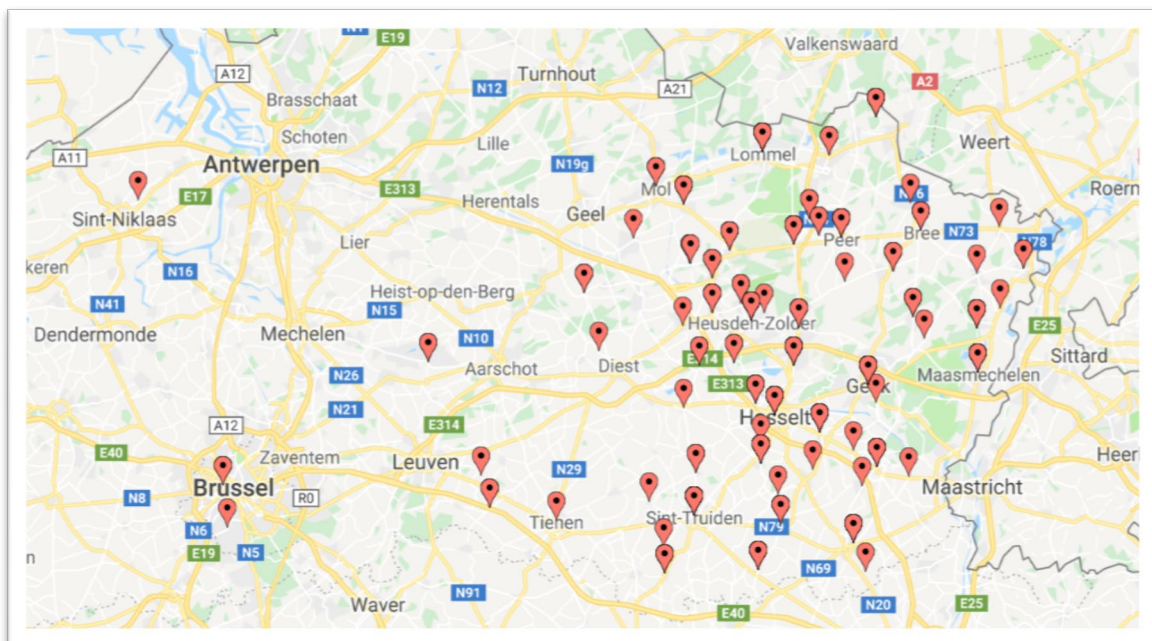 N1
E19
Valkenswaard
A12
Turnhout
N12
A21
A2
Brasschaat
Schoten
Lille
Weert
A11
Antwerpen
N19g
Lommel
E17
E313
Mol
Roerm
Sint-Niklaas
Herentals
Geel
Peer
Bree
N73
N78
Lier
keren
N16
Heist-op-den-Berg
N41
N15
Dendermonde
Mechelen
N10
Heusden-Zolder
E25
Aarschot
Diest
E314
Sittard
N26
E313
Genk
Maasmechelen
N21
A12
E314
Hasselt
E40
Zaventem
Leuven
N29
Heer
Brussel
N8
R0
Maastricht
N6
Tienen
Sint-Truiden
N79
E19
N5
N69
N91
Waver
E40
N20
E25